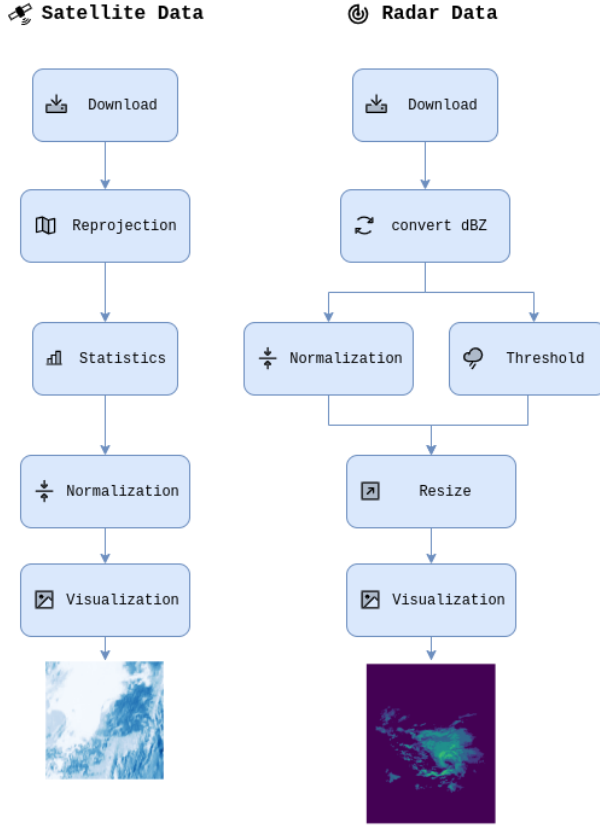 Satellite Data
Radar Data
Download
Download
Reprojection
convert dBZ
Statistics
Normalization
Threshold
Normalization
Resize
Visualization
Visualization